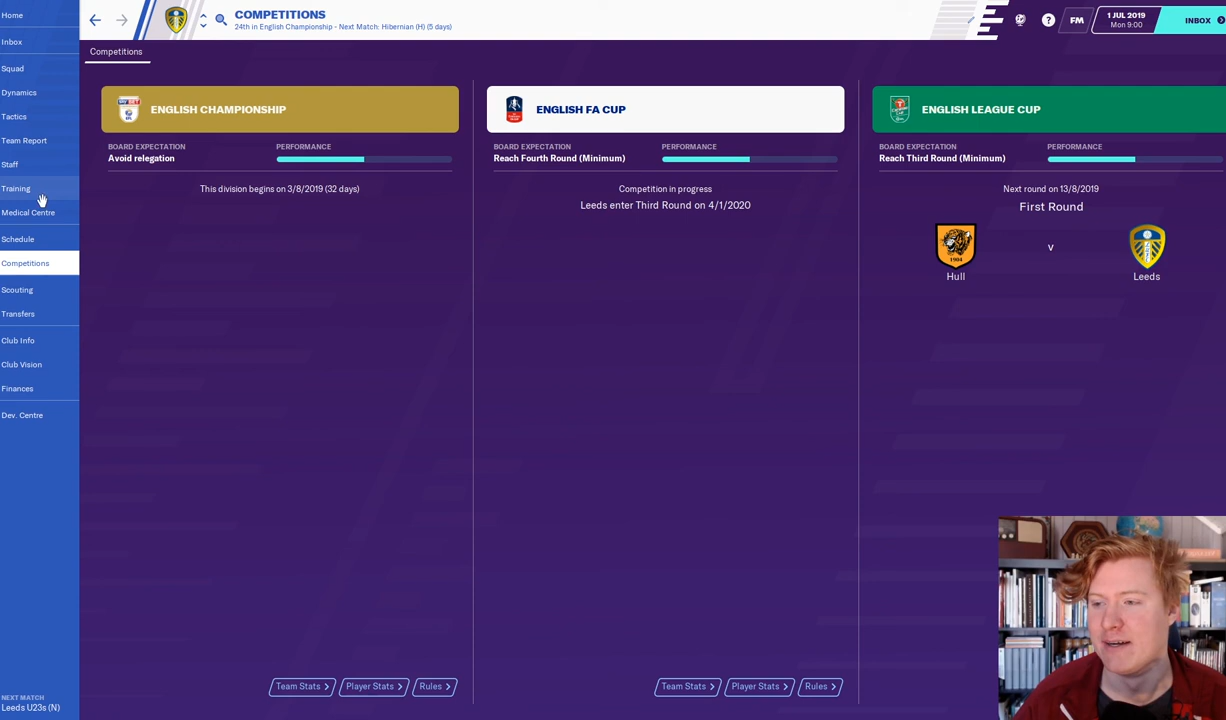 Home
Inbox
Squad
Dynamics
Tactics
Team Report
Staff
Training
Medical Centre
Schedule
Competitions
Scouting
Transfers
Club Info
Club Vision
Finances
Dev. Centre
NEXT MATCH
Leeds U23s (N)
COMPETITIONS
24th in English Championship - Next Match: Hibernian (H) (5 days)
?
FM
1 JUL 2019
Mon 9:00
INBOX
Competitions
ENGLISH CHAMPIONSHIP
BOARD EXPECTATION PERFORMANCE
Avoid relegation
This division begins on 3/8/2019 (32 days)
Team Stats Player Stats Rules
ENGLISH FA CUP
BOARD EXPECTATION PERFORMANCE
Reach Fourth Round (Minimum)
Competition in progress
Leeds enter Third Round on 4/1/2020
Team Stats Player Stats Rules
ENGLISH LEAGUE CUP
BOARD EXPECTATION PERFORMANCE
Reach Third Round (Minimum)
Next round on 13/8/2019
First Round
1904
v
Hull Leeds